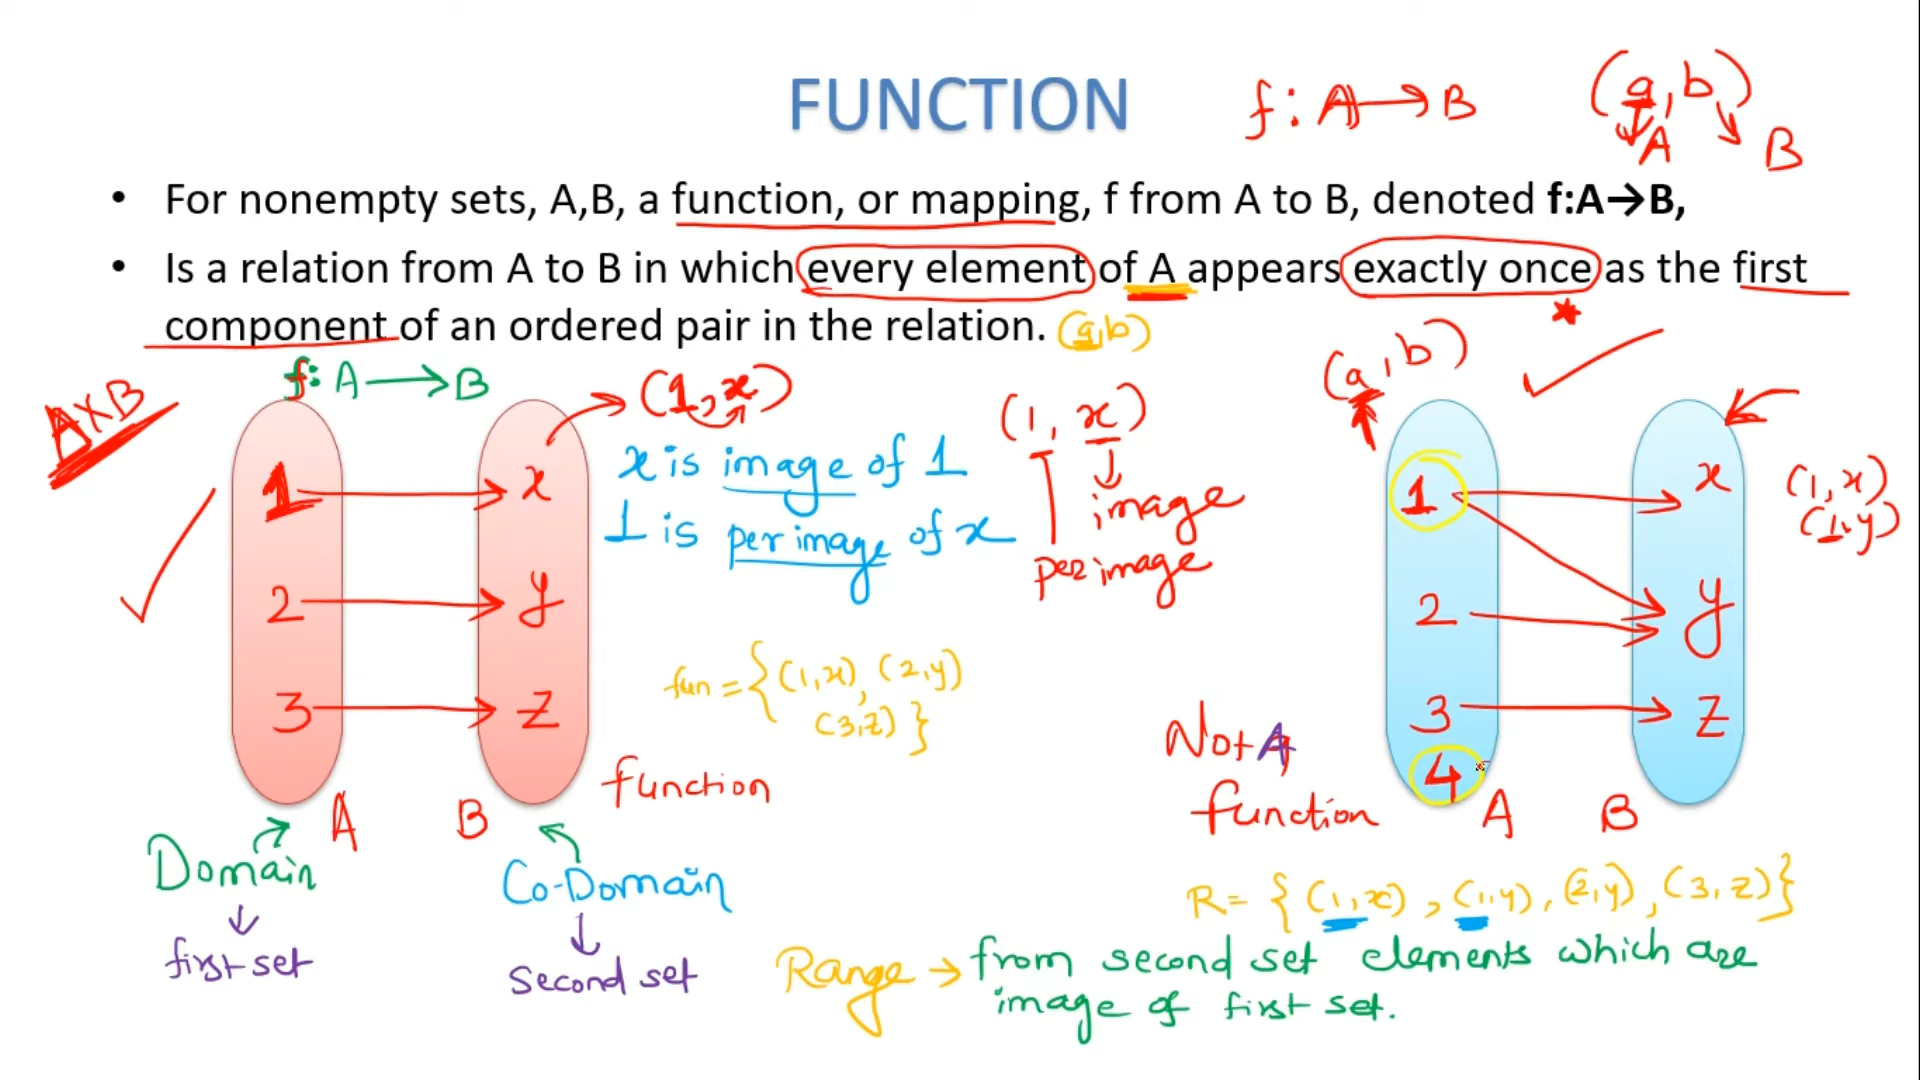 FUNCTION
f: A → B
(a, b)
A
B
• For nonempty sets, A,B, a function, or mapping, f from A to B, denoted f:A→B,
• Is a relation from A to B in which every element of A appears exactly once as the first
component of an ordered pair in the relation. (a,b)
A×B
f: A → B
(1, x)
x is image of 1
1 is per image of x
(1, x)
image
per image
(a, b)
1
2
3
x
y
z
fun = { (1,x), (2,y)
(3,z) }
function
A
B
Domain
first set
Co-Domain
second set
1
2
3
4
x
y
z
(1, x)
(1, y)
Not A
function
A
B
R = { (1, x), (1, y), (2, y), (3, z) }
Range → from second set elements which are
image of first set.